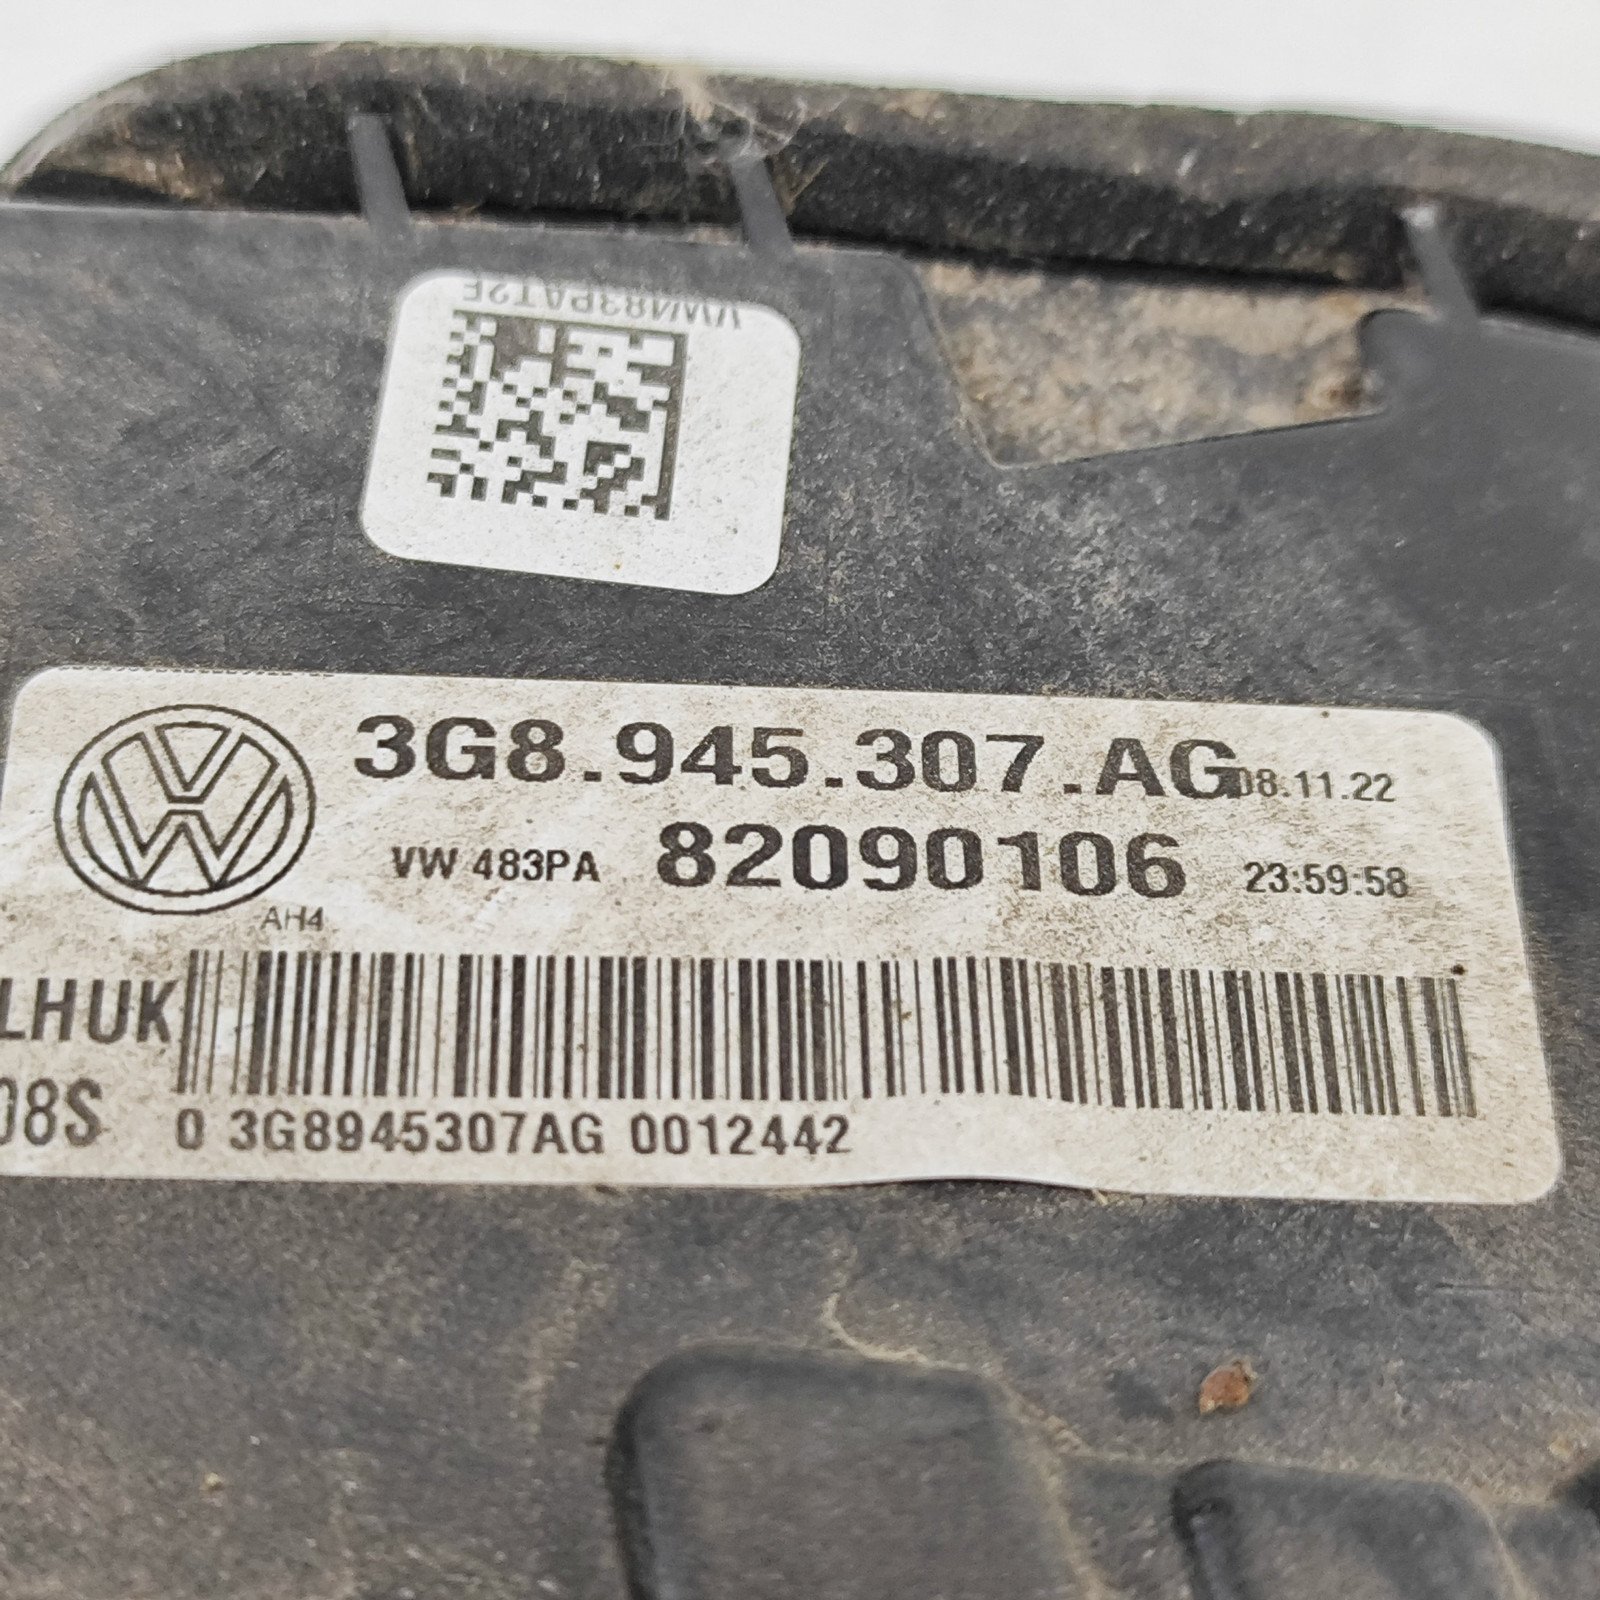 VW483PAT2E
3G8.945.307.AG 08.11.22
VW 483PA 82090106 23:59:58
AH4
LHUK
08S
0 3G8945307AG 0012442